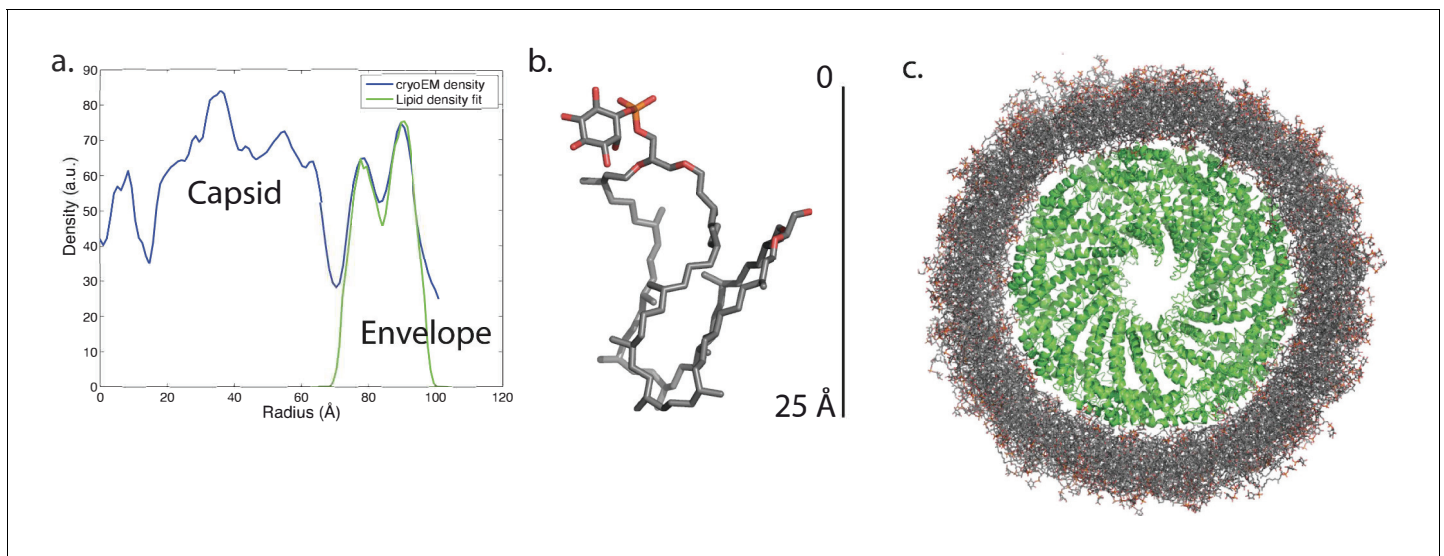 a.
90
80
70
60
50
40
30
20
10
0
Density (a.u.)
0 20 40 60 80 100 120
Radius (Å)
cryoEM density
Lipid density fit
Capsid
Envelope
b.
0
25 Å
c.